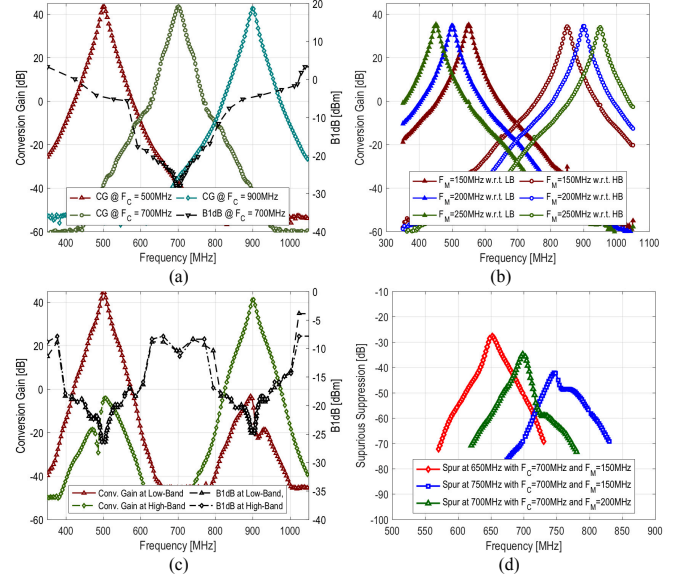 40
20
0
-20
-40
-60
Conversion Gain [dB]
20
10
0
-10
-20
-30
-40
B1dB [dBm]
CG @ F_C = 500MHz
CG @ F_C = 900MHz
CG @ F_C = 700MHz
B1dB @ F_C = 700MHz
400 500 600 700 800 900 1000
Frequency [MHz]
(a)
40
20
0
-20
-40
-60
Conversion Gain [dB]
F_M=150MHz w.r.t. LB
F_M=150MHz w.r.t. HB
F_M=200MHz w.r.t. LB
F_M=200MHz w.r.t. HB
F_M=250MHz w.r.t. LB
F_M=250MHz w.r.t. HB
300 400 500 600 700 800 900 1000 1100
Frequency [MHz]
(b)
40
20
0
-20
-40
-60
Conversion Gain [dB]
0
-5
-10
-15
-20
-25
-30
-35
-40
B1dB [dBm]
Conv. Gain at Low-Band
B1dB at Low-Band,
Conv. Gain at High-Band
B1dB at High-Band
400 500 600 700 800 900 1000
Frequency [MHz]
(c)
-10
-20
-30
-40
-50
-60
-70
-80
-90
-100
Supurious Suppression [dB]
Spur at 650MHz with F_C=700MHz and F_M=150MHz
Spur at 750MHz with F_C=700MHz and F_M=150MHz
Spur at 700MHz with F_C=700MHz and F_M=200MHz
500 550 600 650 700 750 800 850 900
Frequency [MHz]
(d)